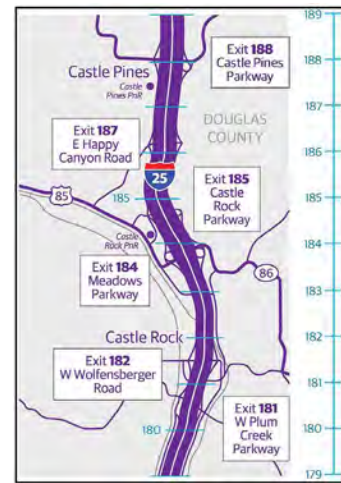 189
Exit 188
Castle Pines
Parkway
188
Castle Pines
Castle
Pines PnR
187
Exit 187
E Happy
Canyon Road
DOUGLAS
COUNTY
186
25
Exit 185
Castle
Rock
Parkway
85
185
185
Castle
Rock PnR
184
Exit 184
Meadows
Parkway
86
183
Castle Rock
182
Exit 182
W Wolfensberger
Road
181
Exit 181
W Plum
Creek
Parkway
180
180
179